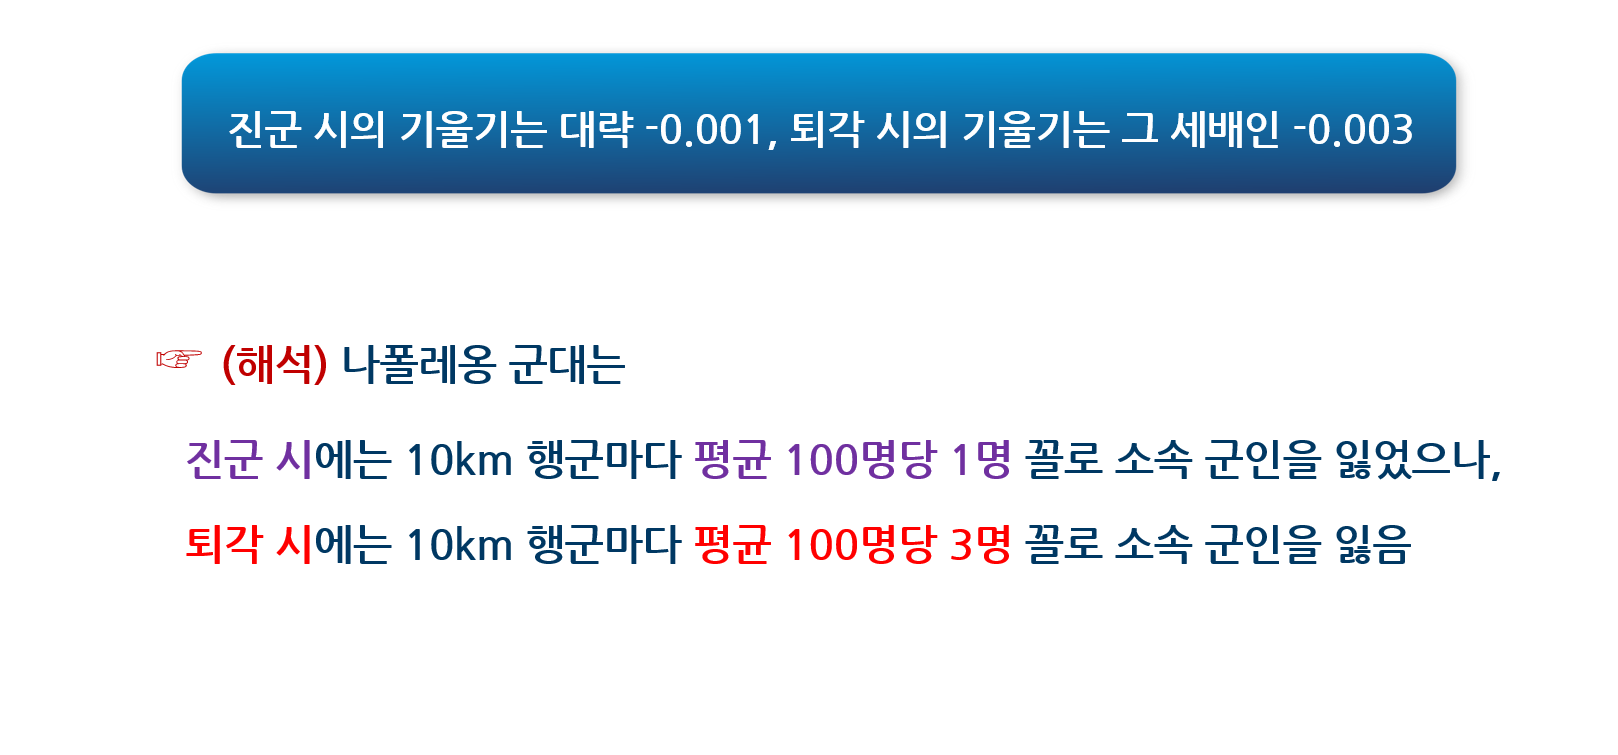 진군 시의 기울기는 대략 -0.001, 퇴각 시의 기울기는 그 세배인 -0.003
☞ (해석) 나폴레옹 군대는
진군 시에는 10km 행군마다 평균 100명당 1명 꼴로 소속 군인을 잃었으나,
퇴각 시에는 10km 행군마다 평균 100명당 3명 꼴로 소속 군인을 잃음